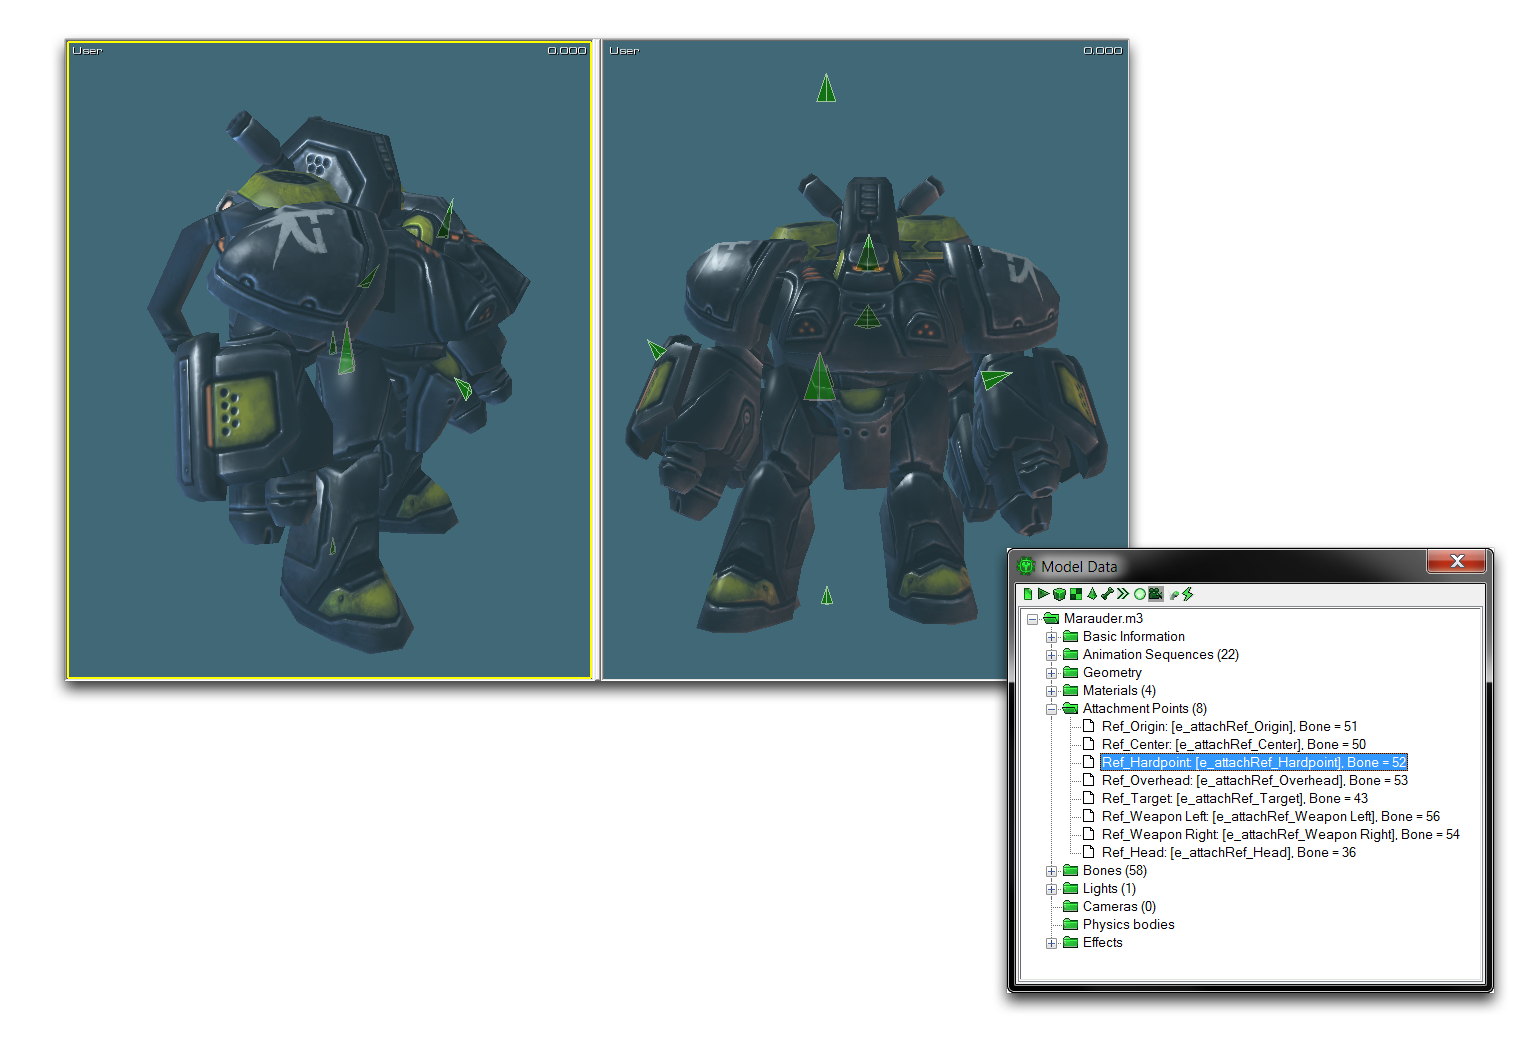 User 0.000
User 0.000
Model Data
Marauder.m3
Basic Information
Animation Sequences (22)
Geometry
Materials (4)
Attachment Points (8)
Ref_Origin: [e_attachRef_Origin], Bone = 51
Ref_Center: [e_attachRef_Center], Bone = 50
Ref_Hardpoint: [e_attachRef_Hardpoint], Bone = 52
Ref_Overhead: [e_attachRef_Overhead], Bone = 53
Ref_Target: [e_attachRef_Target], Bone = 43
Ref_Weapon Left: [e_attachRef_Weapon Left], Bone = 56
Ref_Weapon Right: [e_attachRef_Weapon Right], Bone = 54
Ref_Head: [e_attachRef_Head], Bone = 36
Bones (58)
Lights (1)
Cameras (0)
Physics bodies
Effects